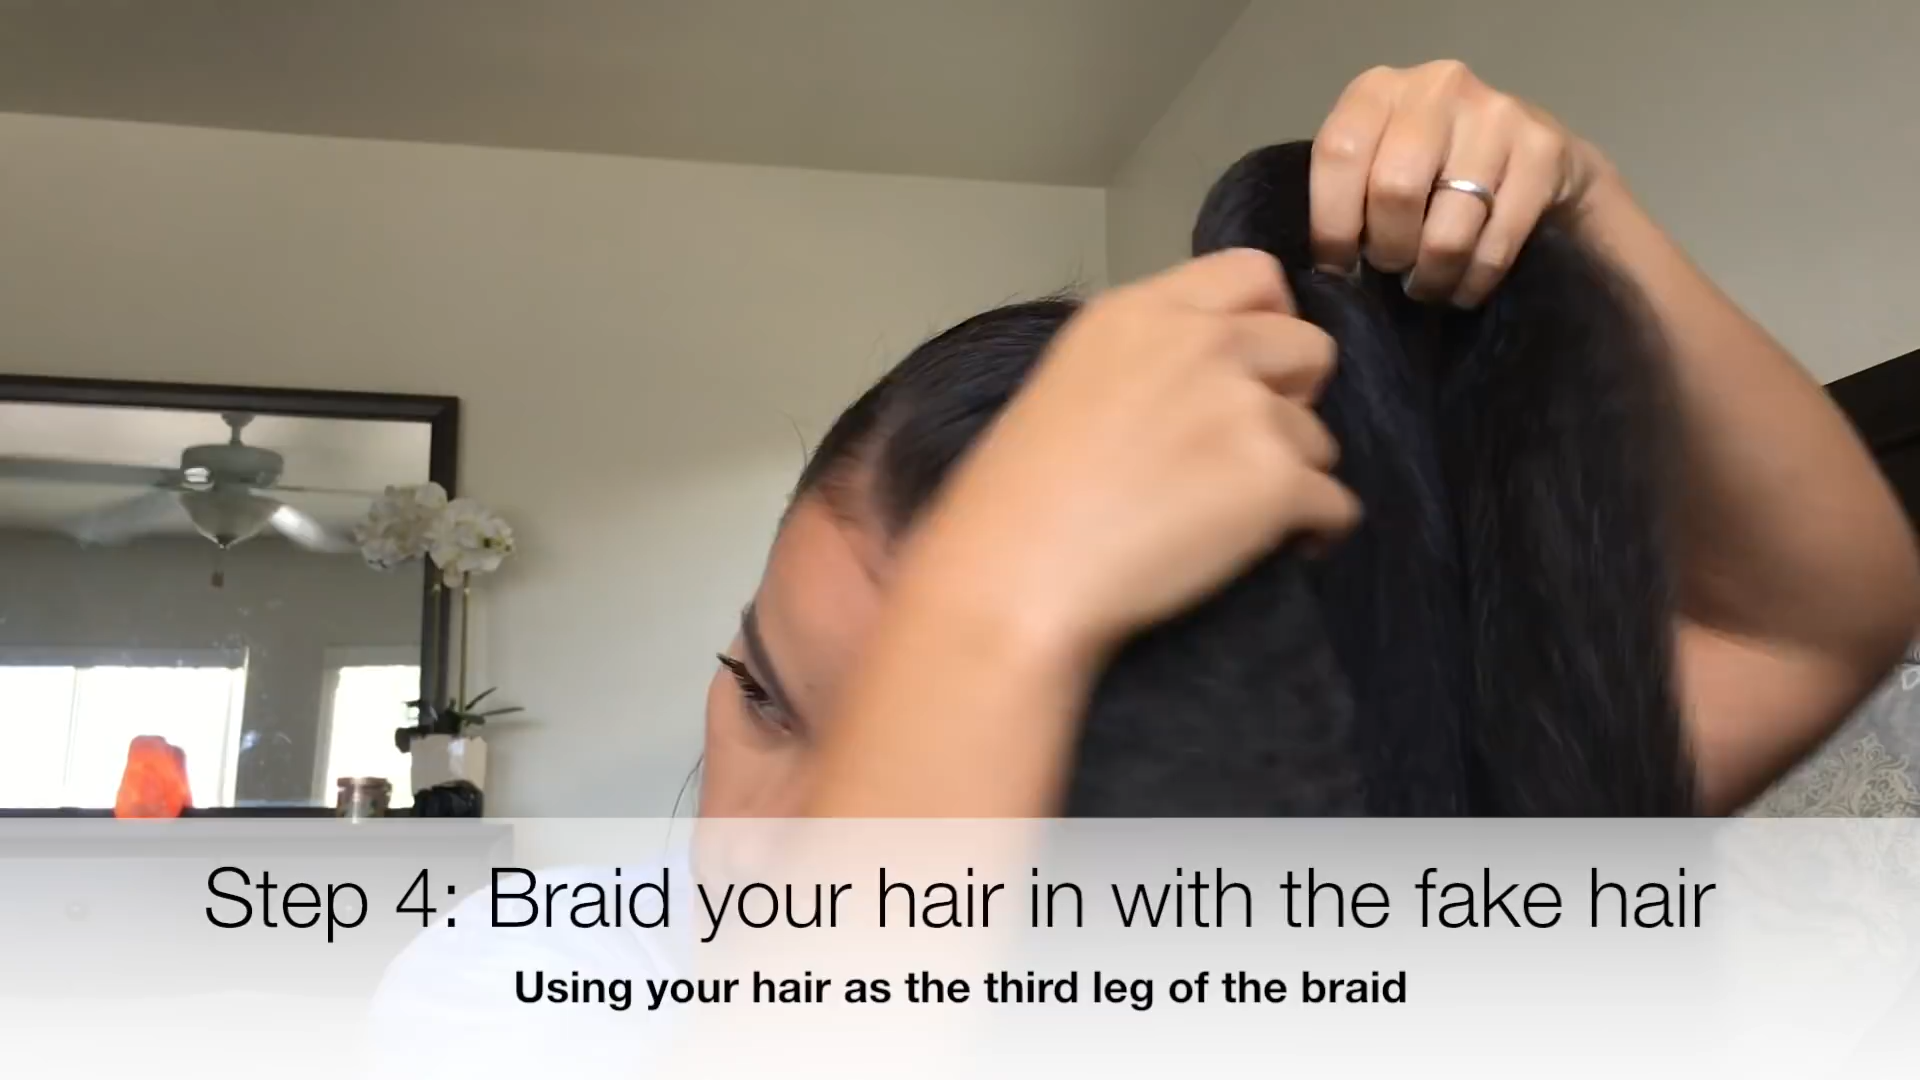 Step 4: Braid your hair in with the fake hair
Using your hair as the third leg of the braid